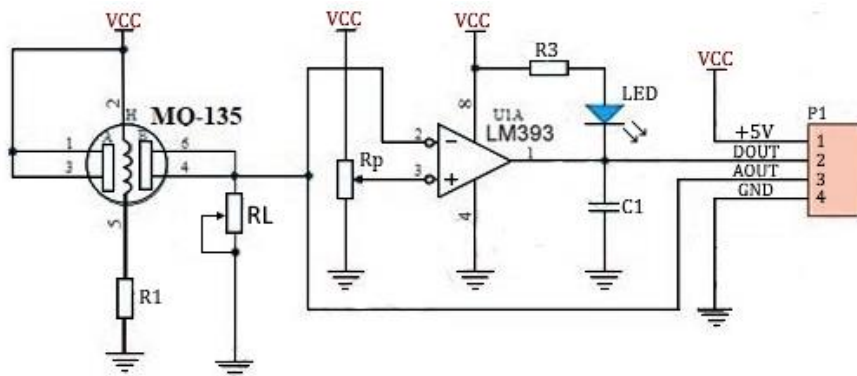 VCC
VCC
VCC
R3
VCC
P1
LED
2
H
MQ-135
8
U1A
LM393
+5V
1
A
B
6
2
−
1
DOUT
2
1
3
4
Rp
3
+
AOUT
3
GND
4
5
RL
4
C1
R1